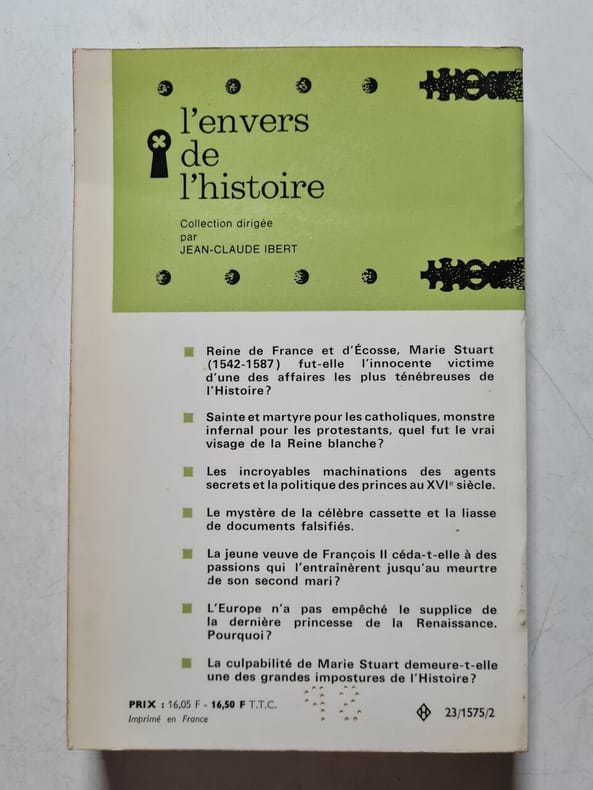 l'envers
de
l'histoire
Collection dirigée
par
JEAN-CLAUDE IBERT
Reine de France et d'Écosse, Marie Stuart
(1542-1587) fut-elle l'innocente victime
d'une des affaires les plus ténébreuses de
l'Histoire?
Sainte et martyre pour les catholiques, monstre
infernal pour les protestants, quel fut le vrai
visage de la Reine blanche?
Les incroyables machinations des agents
secrets et la politique des princes au XVIe siècle.
Le mystère de la célèbre cassette et la liasse
de documents falsifiés.
La jeune veuve de François II céda-t-elle à des
passions qui l'entraînèrent jusqu'au meurtre
de son second mari?
L'Europe n'a pas empêché le supplice de
la dernière princesse de la Renaissance.
Pourquoi?
La culpabilité de Marie Stuart demeure-t-elle
une des grandes impostures de l'Histoire?
PRIX : 16,05 F - 16,50 F T.T.C.
Imprimé en France
H 23/1575/2